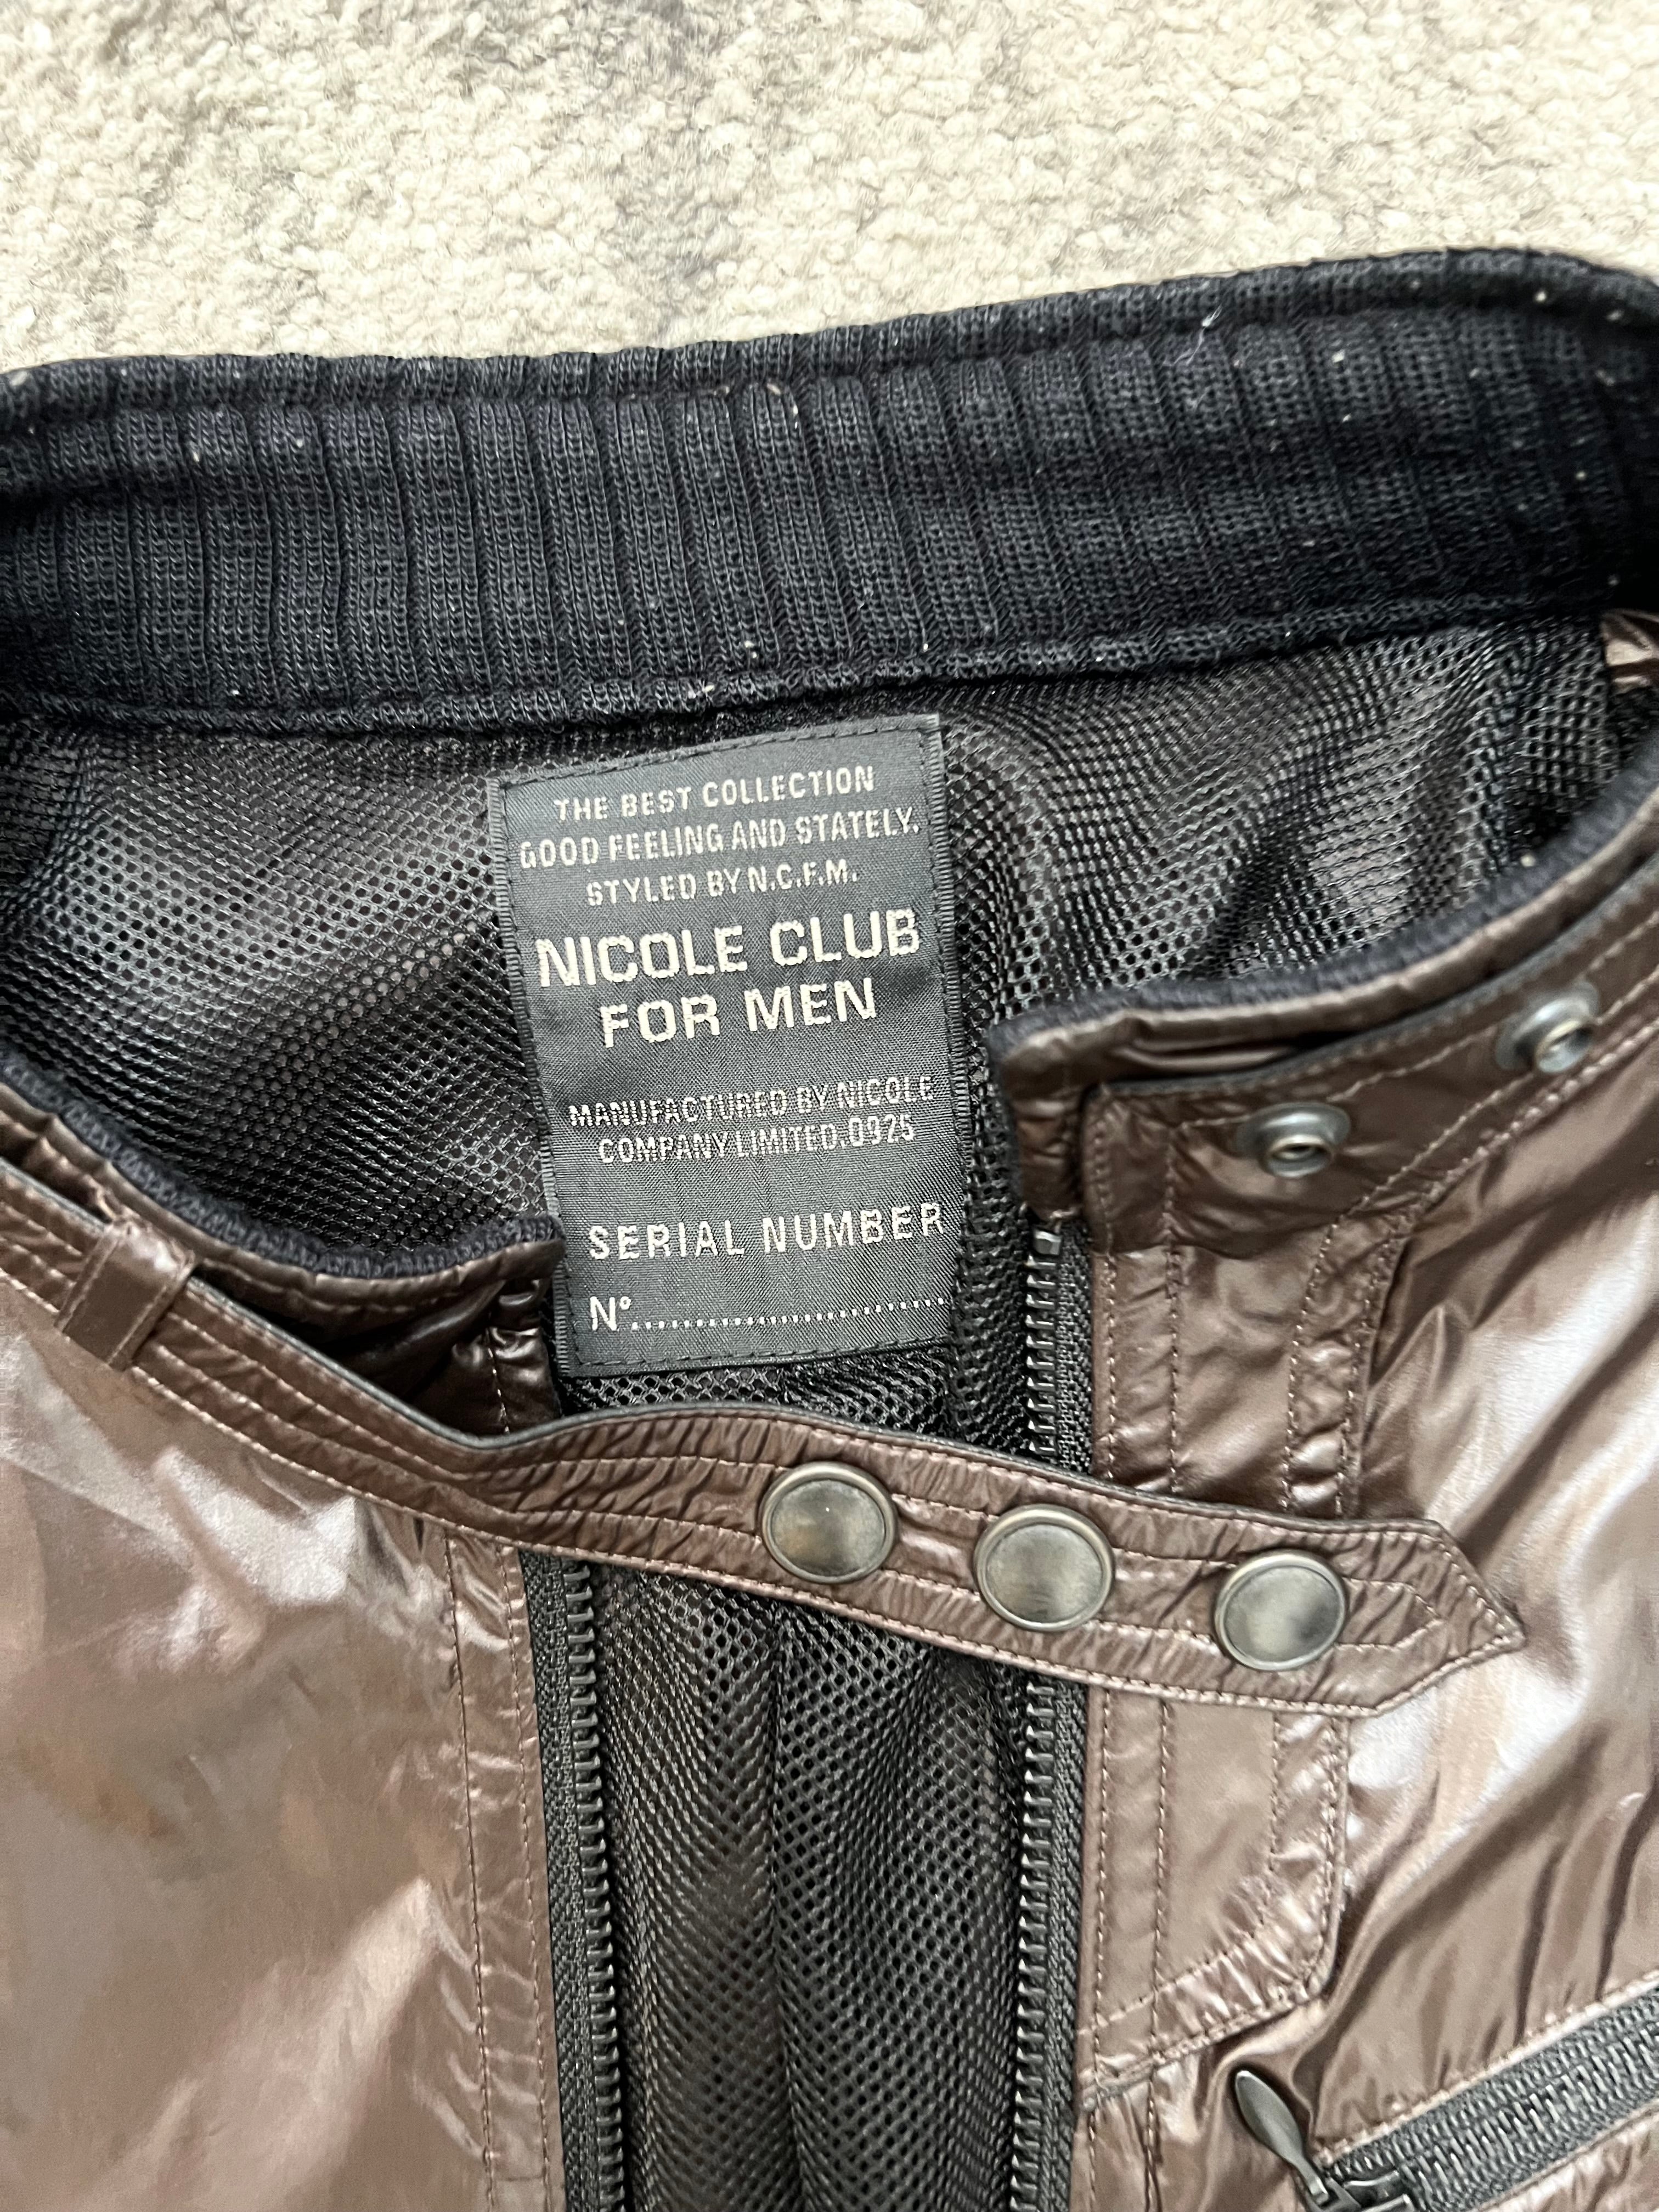 THE BEST COLLECTION
GOOD FEELING AND STATELY.
STYLED BY N.C.F.M.
NICOLE CLUB
FOR MEN
MANUFACTURED BY NICOLE
COMPANY LIMITED.0925
SERIAL NUMBER
Nº..............................